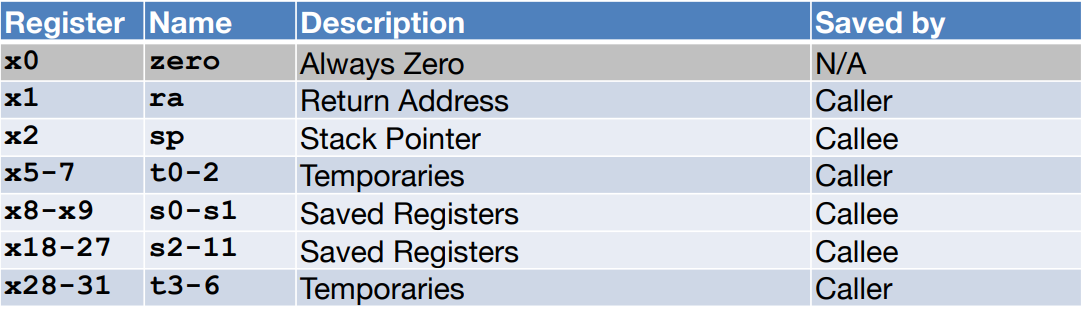 Register Name Description Saved by
x0 zero Always Zero N/A
x1 ra Return Address Caller
x2 sp Stack Pointer Callee
x5-7 t0-2 Temporaries Caller
x8-x9 s0-s1 Saved Registers Callee
x18-27 s2-11 Saved Registers Callee
x28-31 t3-6 Temporaries Caller